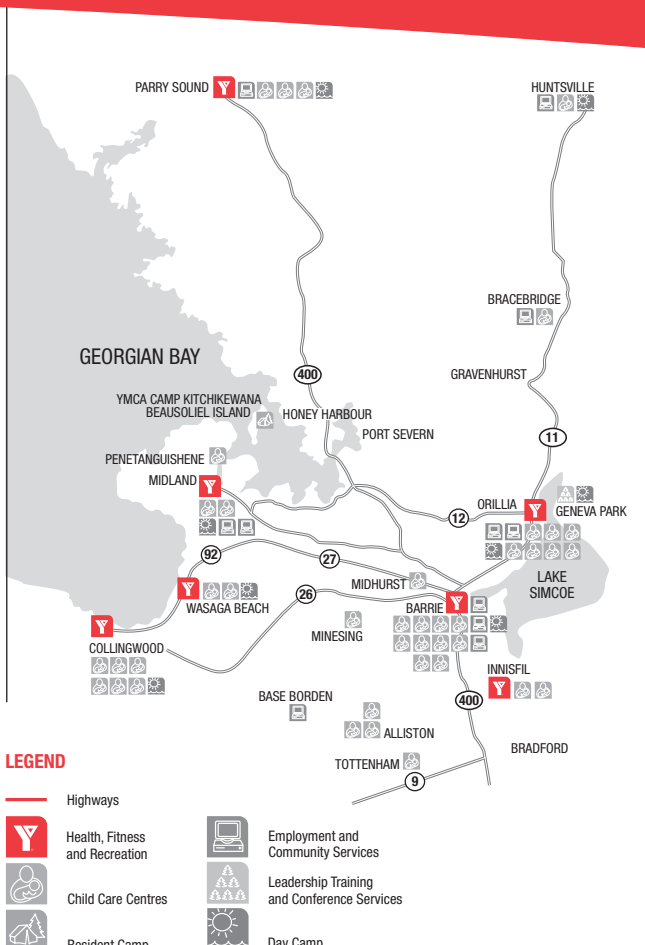 PARRY SOUND
HUNTSVILLE
BRACEBRIDGE
GEORGIAN BAY
400
GRAVENHURST
YMCA CAMP KITCHIKEWANA
BEAUSOLIEL ISLAND
HONEY HARBOUR
PORT SEVERN
11
PENETANGUISHENE
MIDLAND
ORILLIA
GENEVA PARK
12
92
27
LAKE
SIMCOE
MIDHURST
26
WASAGA BEACH
BARRIE
MINESING
COLLINGWOOD
INNISFIL
BASE BORDEN
400
ALLISTON
BRADFORD
TOTTENHAM
9
LEGEND
Highways
Health, Fitness
and Recreation
Employment and
Community Services
Child Care Centres
Leadership Training
and Conference Services
Resident Camp
Day Camp